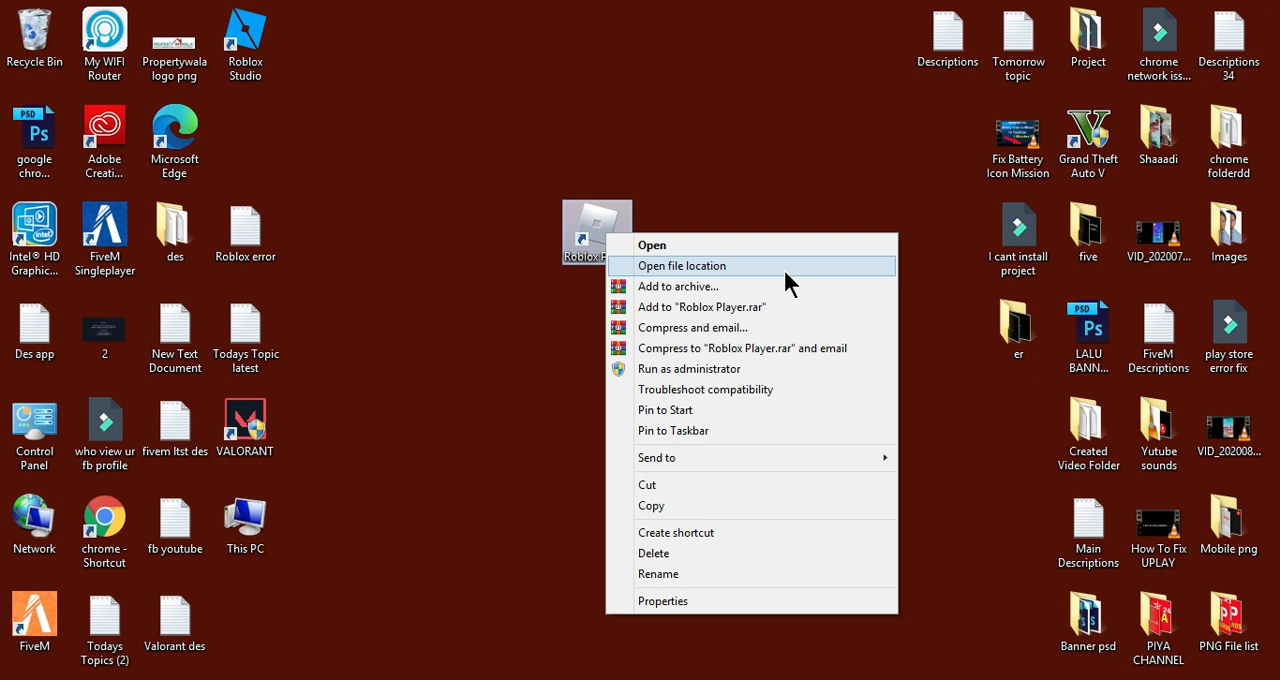 Recycle Bin
My WIFI
Router
Propertywala
logo png
Roblox
Studio
Descriptions
Tomorrow
topic
Project
chrome
network iss...
Descriptions
34
PSD
Ps
google
chro...
Adobe
Creati...
Microsoft
Edge
Fix Battery
Icon Mission
Grand Theft
Auto V
Shaaadi
chrome
folderdd
intel
Intel® HD
Graphic...
FiveM
Singleplayer
des
Roblox error
Roblox P
I cant install
project
five
VID_202007...
Images
Des app
2
New Text
Document
Todays Topic
latest
er
PSD
Ps
LALU
BANN...
FiveM
Descriptions
play store
error fix
Control
Panel
who view ur
fb profile
fivem ltst des
VALORANT
Created
Video Folder
Yutube
sounds
VID_202008...
Network
chrome -
Shortcut
fb youtube
This PC
Main
Descriptions
How To Fix
UPLAY
Mobile png
FiveM
Todays
Topics (2)
Valorant des
Banner psd
PIYA
CHANNEL
PNG File list
Open
Open file location
Add to archive...
Add to "Roblox Player.rar"
Compress and email...
Compress to "Roblox Player.rar" and email
Run as administrator
Troubleshoot compatibility
Pin to Start
Pin to Taskbar
Send to
Cut
Copy
Create shortcut
Delete
Rename
Properties